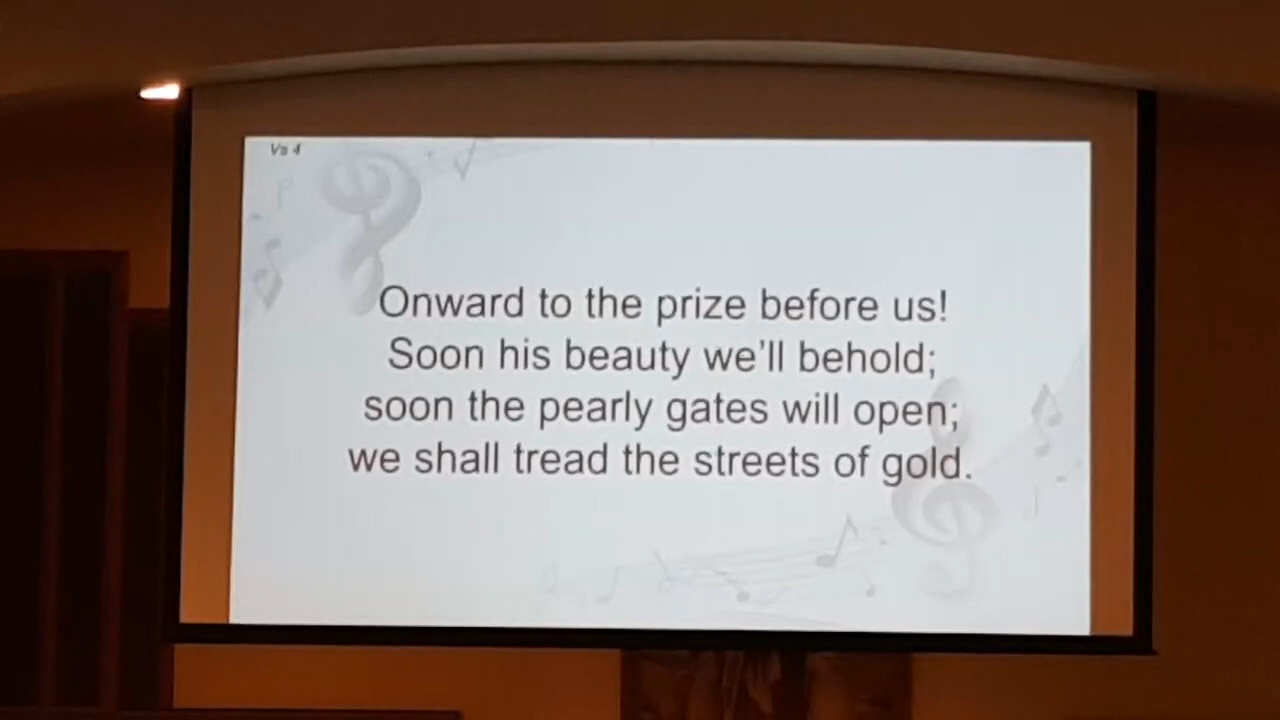 Vs 4
Onward to the prize before us!
Soon his beauty we'll behold;
soon the pearly gates will open;
we shall tread the streets of gold.